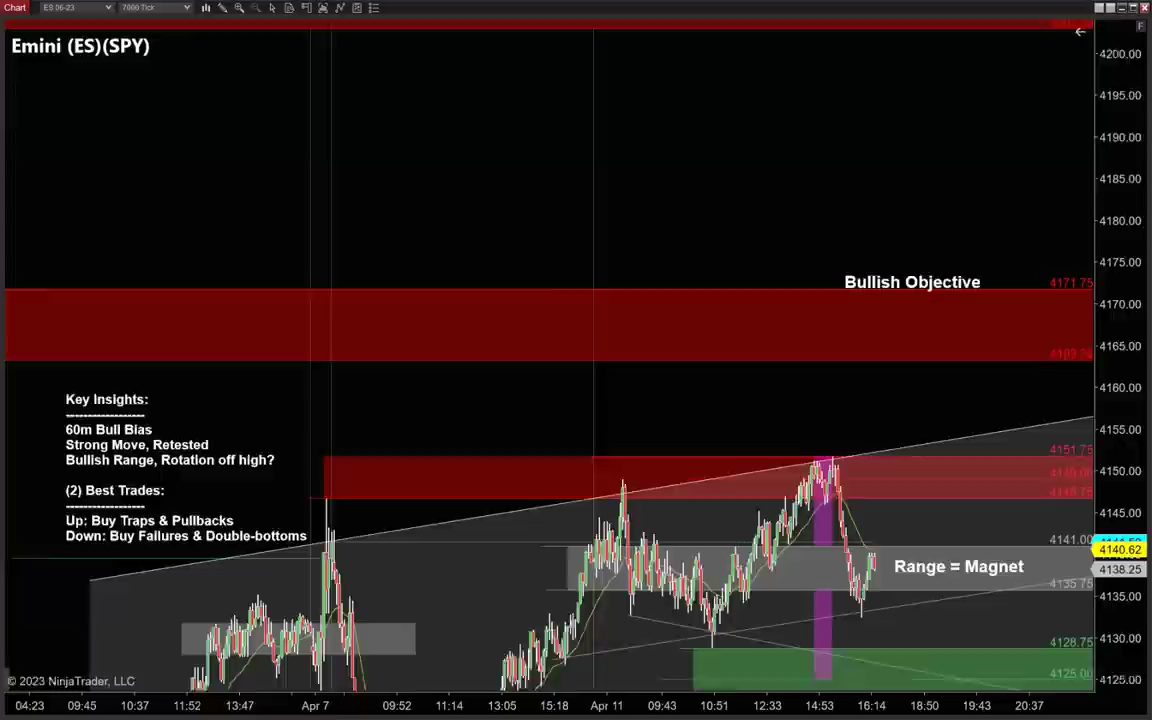 Chart
ES 06-23
7000 Tick
F
Emini (ES)(SPY)
4200.00
4195.00
4190.00
4185.00
4180.00
4175.00
Bullish Objective
4171.75
4170.00
4165.00
4160.00
Key Insights:
------------------
60m Bull Bias
Strong Move, Retested
Bullish Range, Rotation off high?
(2) Best Trades:
------------------
Up: Buy Traps & Pullbacks
Down: Buy Failures & Double-bottoms
4155.00
4151.75
4150.00
4145.00
4141.00
4140.62
Range = Magnet
4138.25
4135.75
4135.00
4130.00
4128.75
4125.00
4125.00
© 2023 NinjaTrader, LLC
04:23 09:45 10:37 11:52 13:47 Apr 7 09:52 11:14 13:05 15:18 Apr 11 09:43 10:51 12:33 14:53 16:14 18:50 19:43 20:37